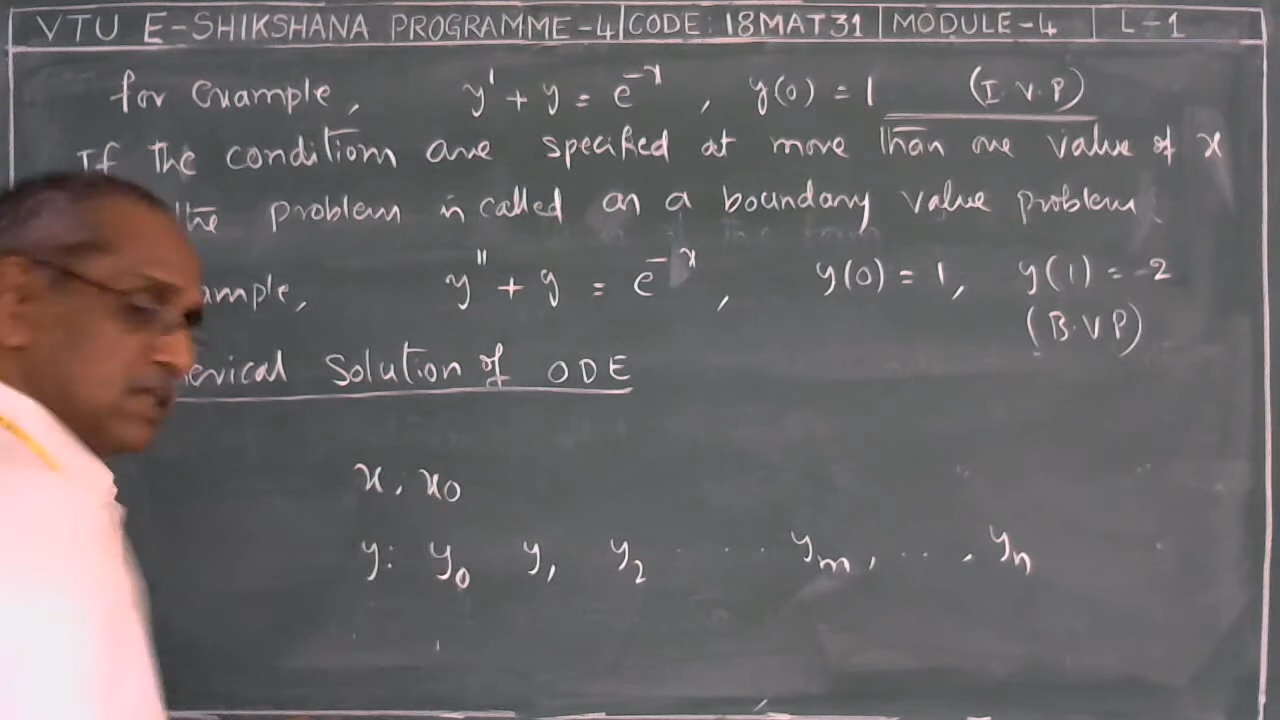 VTU E-SHIKSHANA PROGRAMME-4 | CODE: 18MAT31 | MODULE-4 | L-1
for example, y' + y = e^-x , y(0) = 1 (I.V.P)
If the conditions are specified at more than one value of x
the problem is called as a boundary value problem.
ample, y'' + y = e^-x , y(0) = 1, y(1) = -2
(B.V.P)
erical Solution of ODE
x, x0
y: y0 y1 y2 . . . . ym, . . . , yn